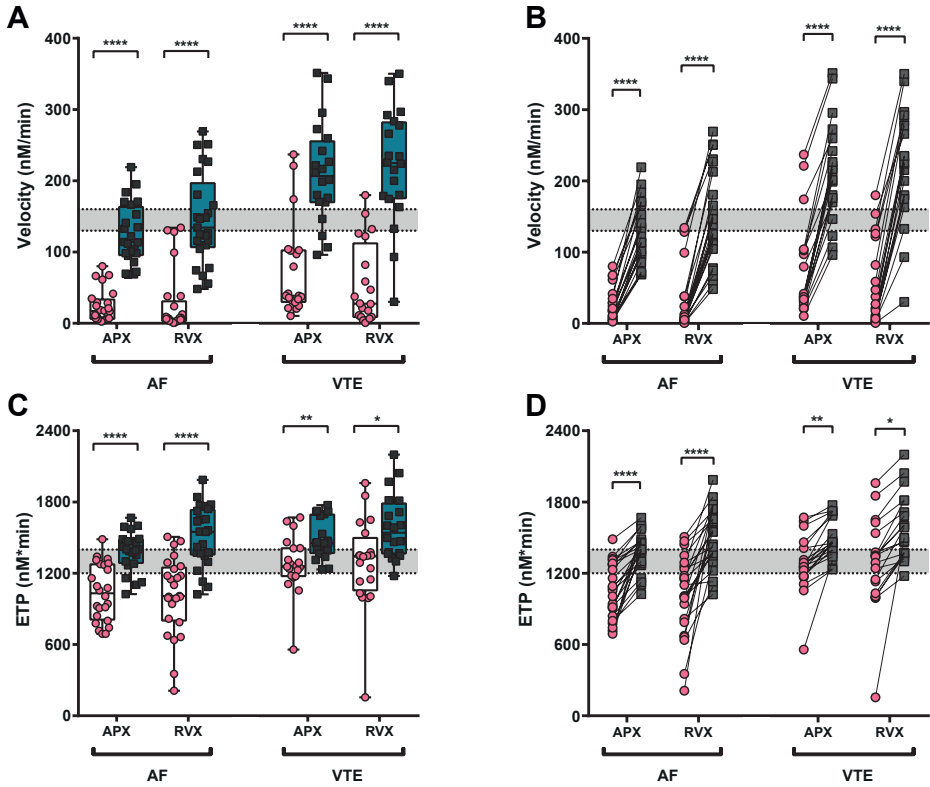 A
Velocity (nM/min)
400
300
200
100
0
****
****
****
****
APX
RVX
APX
RVX
AF
VTE
B
Velocity (nM/min)
400
300
200
100
0
****
****
****
****
APX
RVX
APX
RVX
AF
VTE
C
ETP (nM*min)
2400
1800
1200
600
0
****
****
**
*
APX
RVX
APX
RVX
AF
VTE
D
ETP (nM*min)
2400
1800
1200
600
0
****
****
**
*
APX
RVX
APX
RVX
AF
VTE